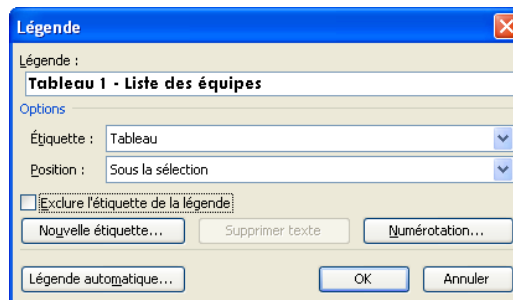 Légende
Légende :
Tableau 1 - Liste des équipes
Options
Étiquette : Tableau
Position : Sous la sélection
Exclure l'étiquette de la légende
Nouvelle étiquette... Supprimer texte Numérotation...
Légende automatique... OK Annuler